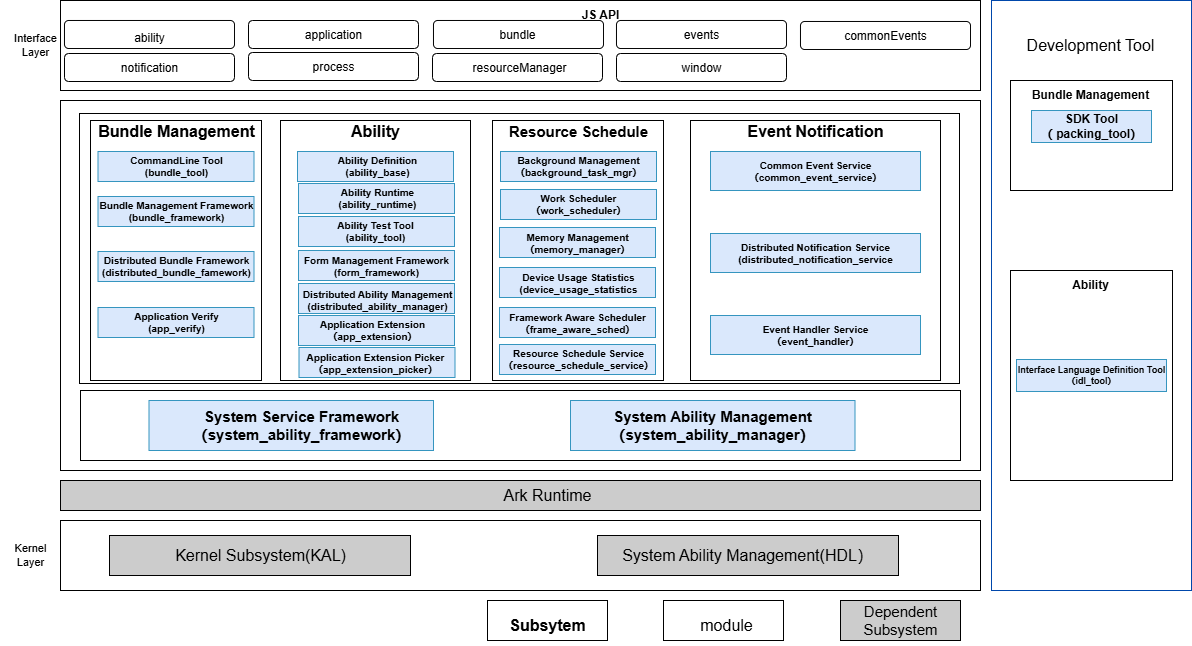 JS API
Interface
Layer
ability
application
bundle
events
commonEvents
notification
process
resourceManager
window
Bundle Management
CommandLine Tool
(bundle_tool)
Bundle Management Framework
(bundle_framework)
Distributed Bundle Framework
(distributed_bundle_famework)
Application Verify
(app_verify)
Ability
Ability Definition
(ability_base)
Ability Runtime
(ability_runtime)
Ability Test Tool
(ability_tool)
Form Management Framework
(form_framework)
Distributed Ability Management
(distributed_ability_manager)
Application Extension
(app_extension)
Application Extension Picker
(app_extension_picker)
Resource Schedule
Background Management
(background_task_mgr)
Work Scheduler
(work_scheduler)
Memory Management
(memory_manager)
Device Usage Statistics
(device_usage_statistics
Framework Aware Scheduler
(frame_aware_sched)
Resource Schedule Service
(resource_schedule_service)
Event Notification
Common Event Service
(common_event_service)
Distributed Notification Service
(distributed_notification_service
Event Handler Service
(event_handler)
System Service Framework
(system_ability_framework)
System Ability Management
(system_ability_manager)
Ark Runtime
Kernel
Layer
Kernel Subsystem(KAL)
System Ability Management(HDL)
Development Tool
Bundle Management
SDK Tool
( packing_tool)
Ability
Interface Language Definition Tool
(idl_tool)
Subsytem
module
Dependent
Subsystem